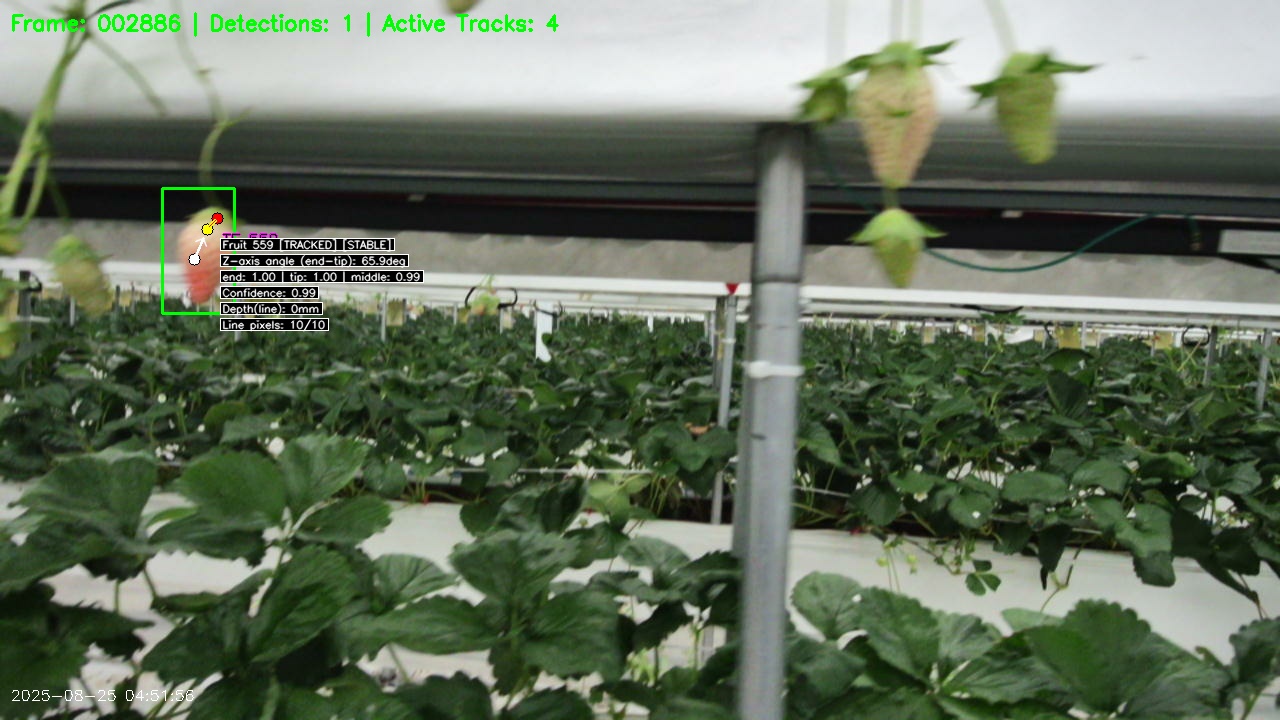 Frame: 002886 | Detections: 1 | Active Tracks: 4
Fruit 559 [TRACKED] [STABLE]
Z-axis angle (end-tip): 65.9deg
end: 1.00 | tip: 1.00 | middle: 0.99
Confidence: 0.99
Depth(line): 0mm
Line pixels: 10/10
2025-08-25 04:51:56